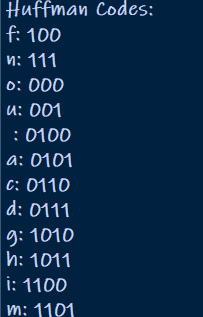 Huffman Codes:
f: 100
n: 111
o: 000
u: 001
 : 0100
a: 0101
c: 0110
d: 0111
g: 1010
h: 1011
i: 1100
m: 1101